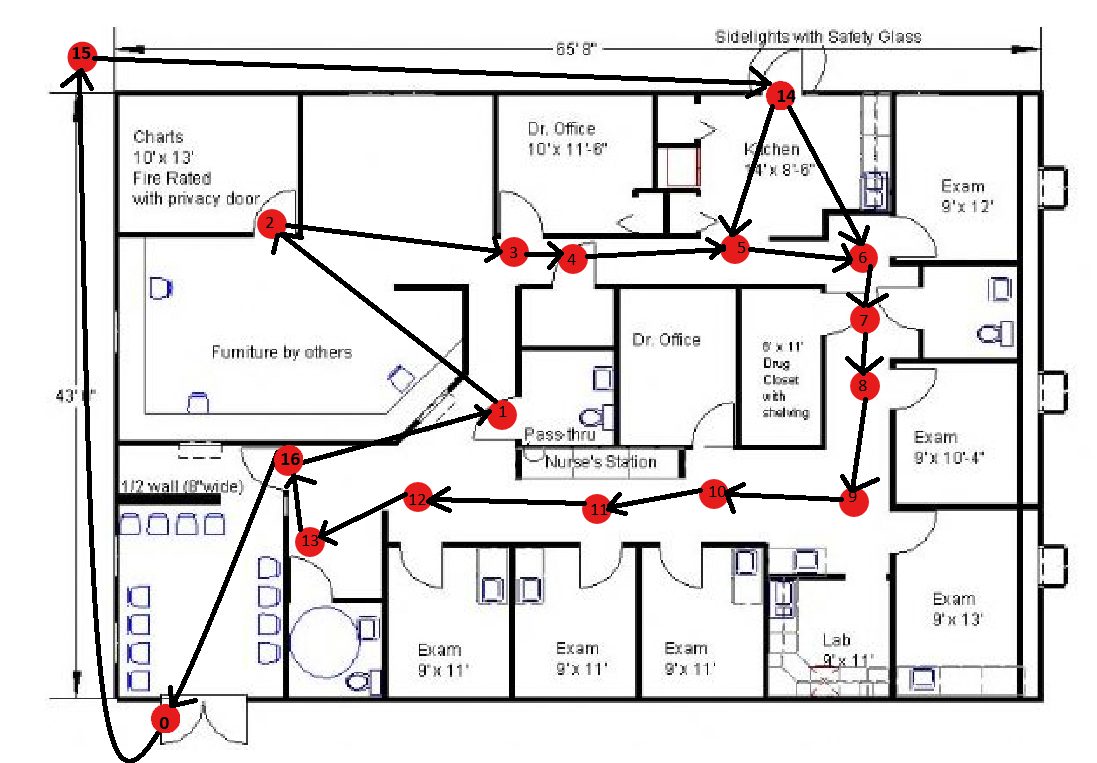 Sidelights with Safety Glass
65'8"
15
14
Charts
10'x 13'
Fire Rated
with privacy door
Dr. Office
10'x 11'-6"
Kitchen
14'x 8'-6"
Exam
9'x 12'
2
3
4
5
6
7
Furniture by others
Dr. Office
6' x 11'
Drug
Closet
with
shelving
8
43'
1
Pass-thru
Nurse's Station
Exam
9'x 10'-4"
16
1/2 wall (8"wide)
12
11
10
9
13
Exam
9'x 11'
Exam
9'x 11'
Exam
9'x 11'
Lab
9'x 11'
Exam
9'x 13'
0